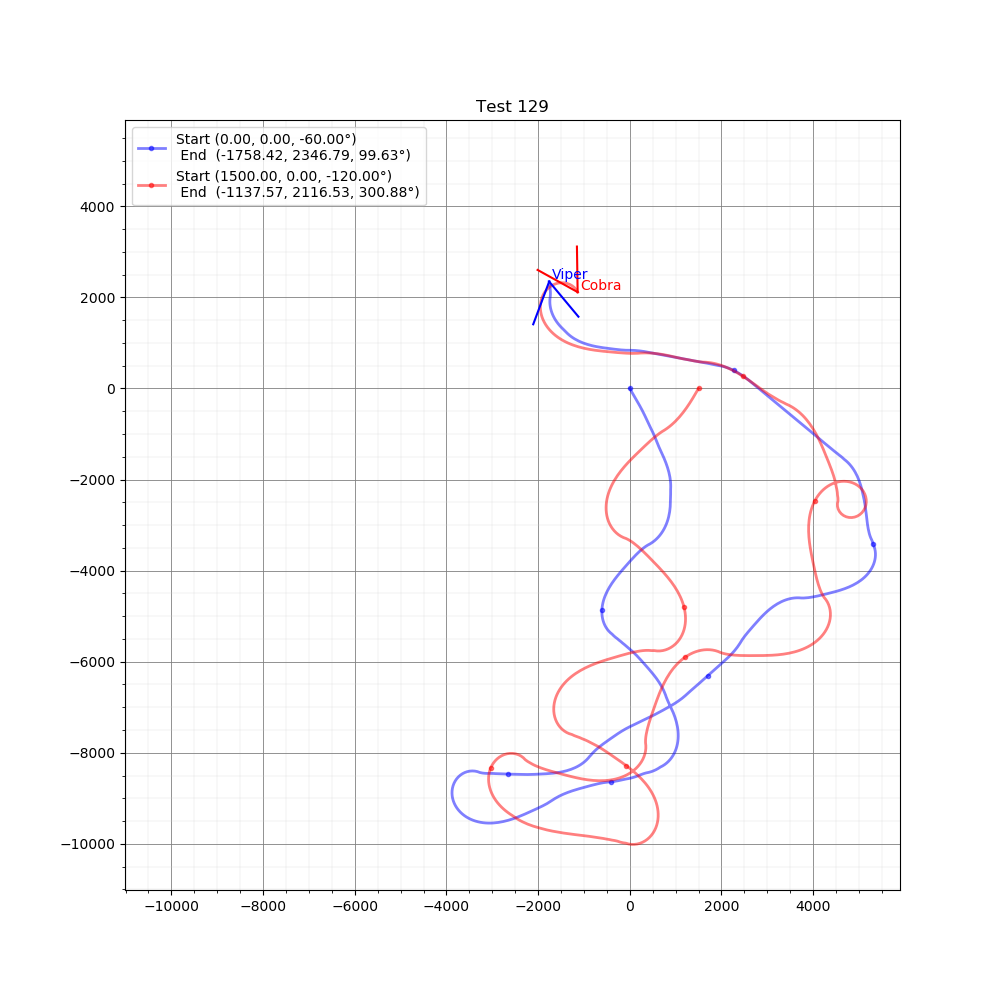 Test 129
Start (0.00, 0.00, -60.00°)
End (-1758.42, 2346.79, 99.63°)
Start (1500.00, 0.00, -120.00°)
End (-1137.57, 2116.53, 300.88°)
4000
2000
0
−2000
−4000
−6000
−8000
−10000
Viper
Cobra
−10000 −8000 −6000 −4000 −2000 0 2000 4000